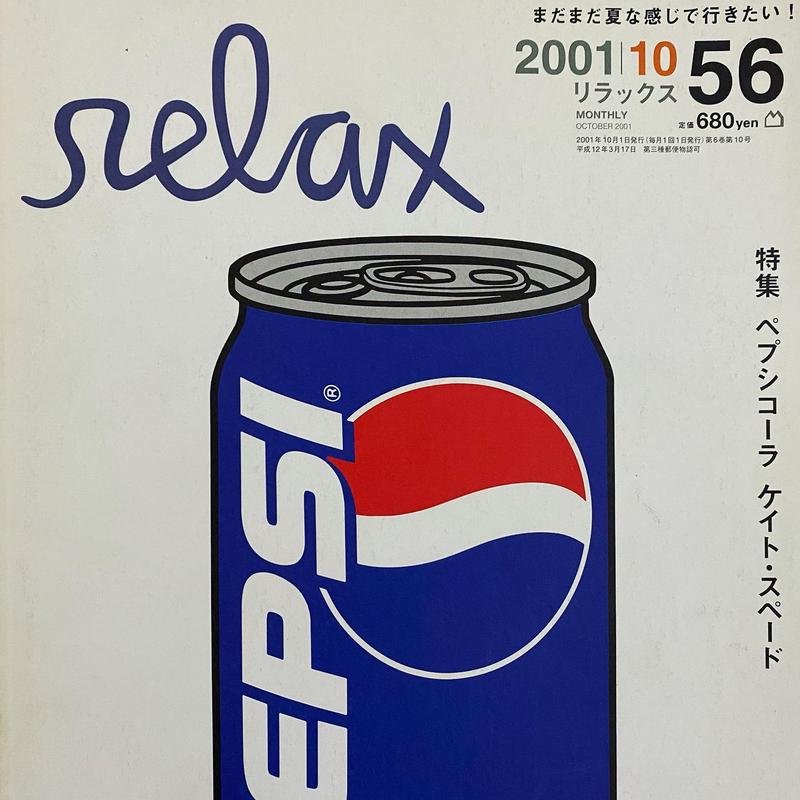 まだまだ夏な感じで行きたい！
relax
2001|10
56
リラックス
MONTHLY
OCTOBER 2001
定価680yen
2001年10月1日発行(毎月1回1日発行)第6巻第10号
平成12年3月17日 第三種郵便物認可
特集 ペプシコーラ ケイト・スペード
PEPSI®